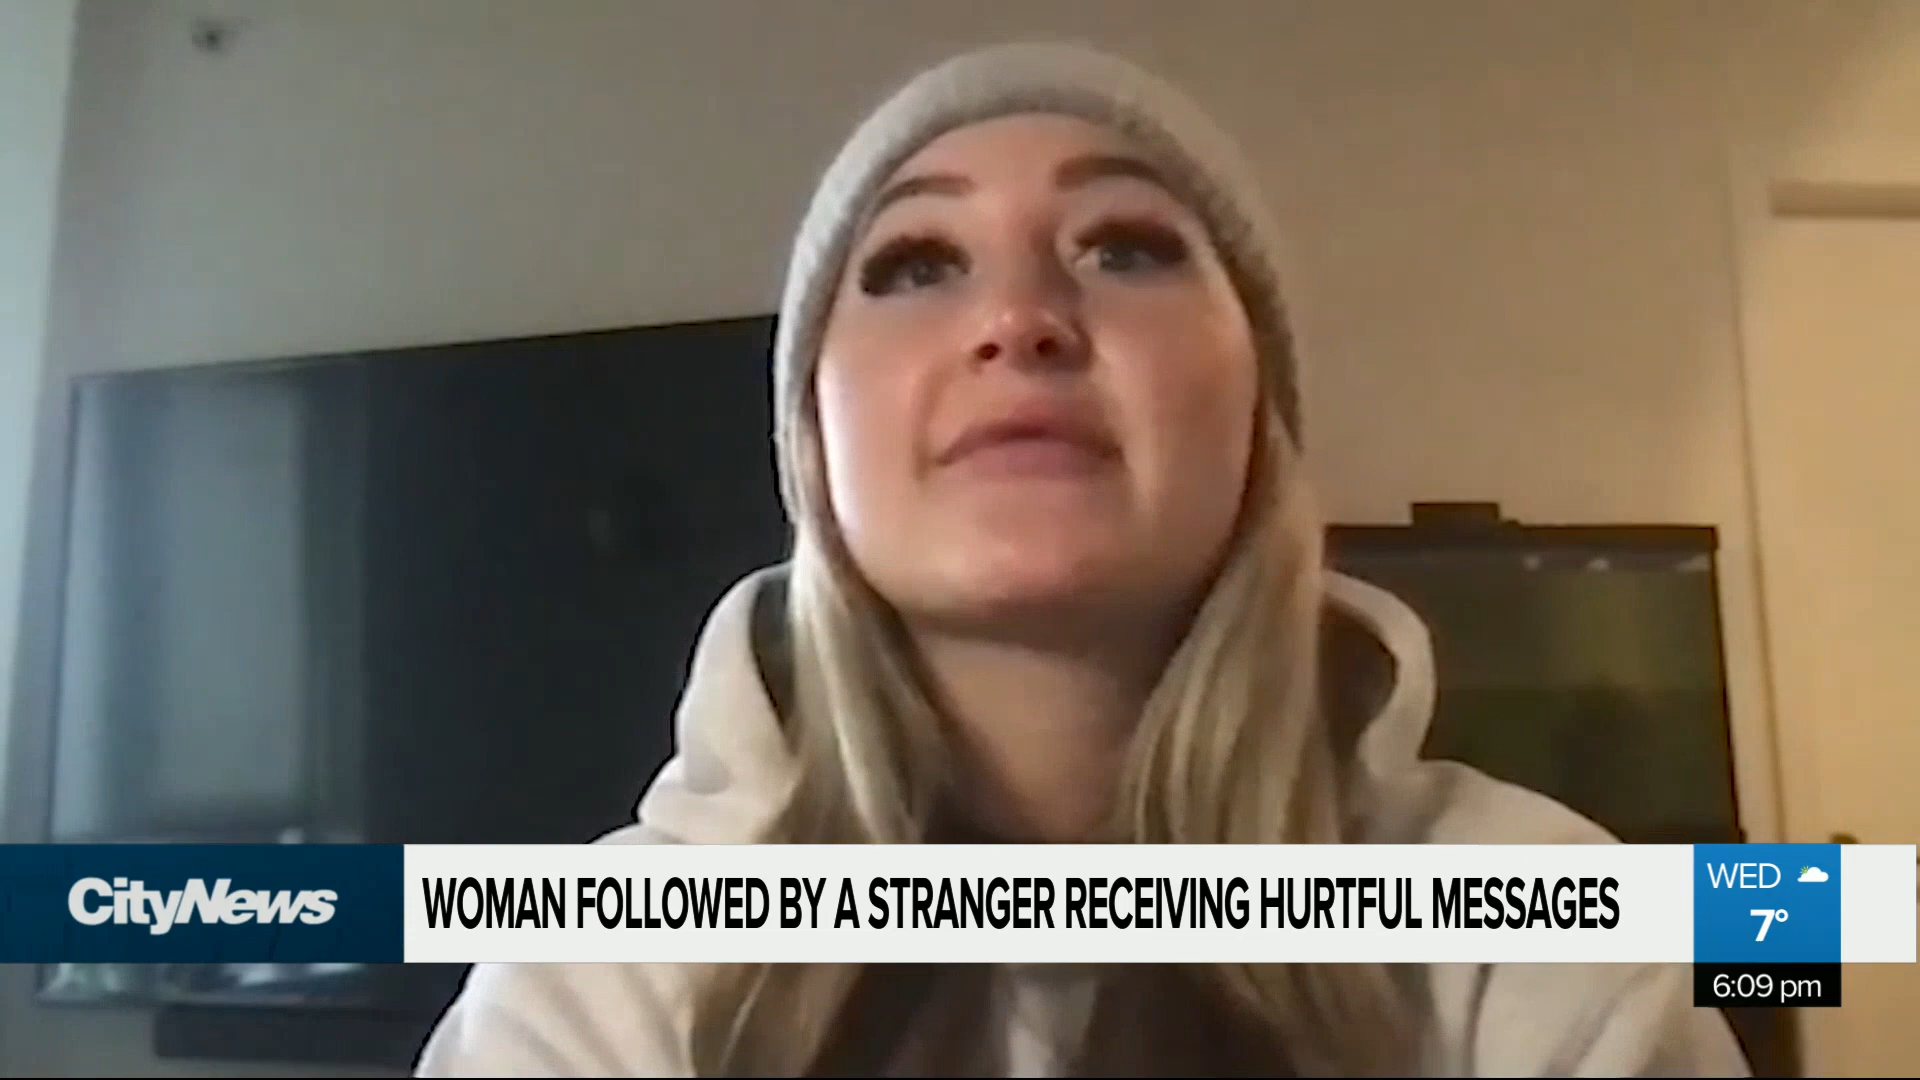 CityNews
WOMAN FOLLOWED BY A STRANGER RECEIVING HURTFUL MESSAGES
WED
7°
6:09 pm